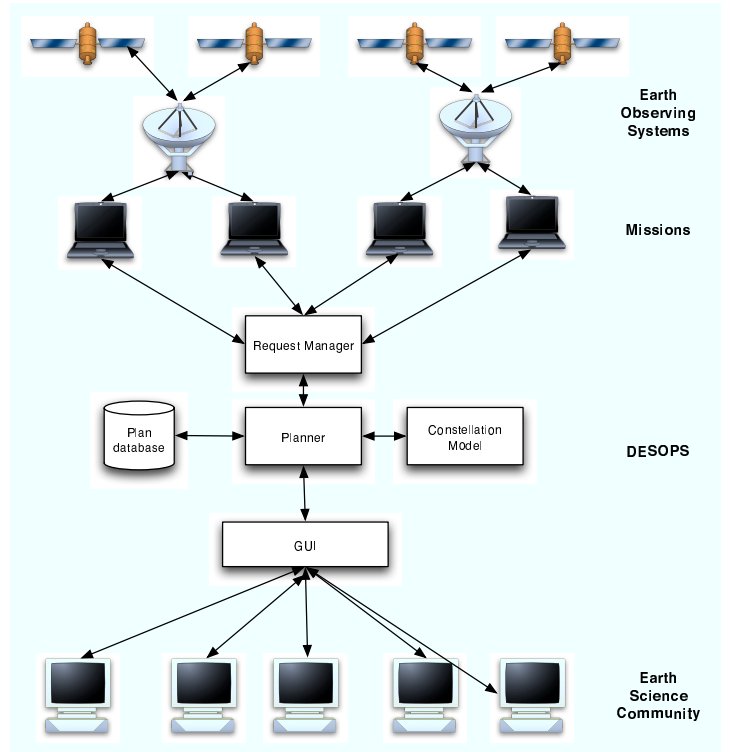 Earth
Observing
Systems
Missions
Request Manager
Plan
database
Planner
Constellation
Model
DESOPS
GUI
Earth
Science
Community